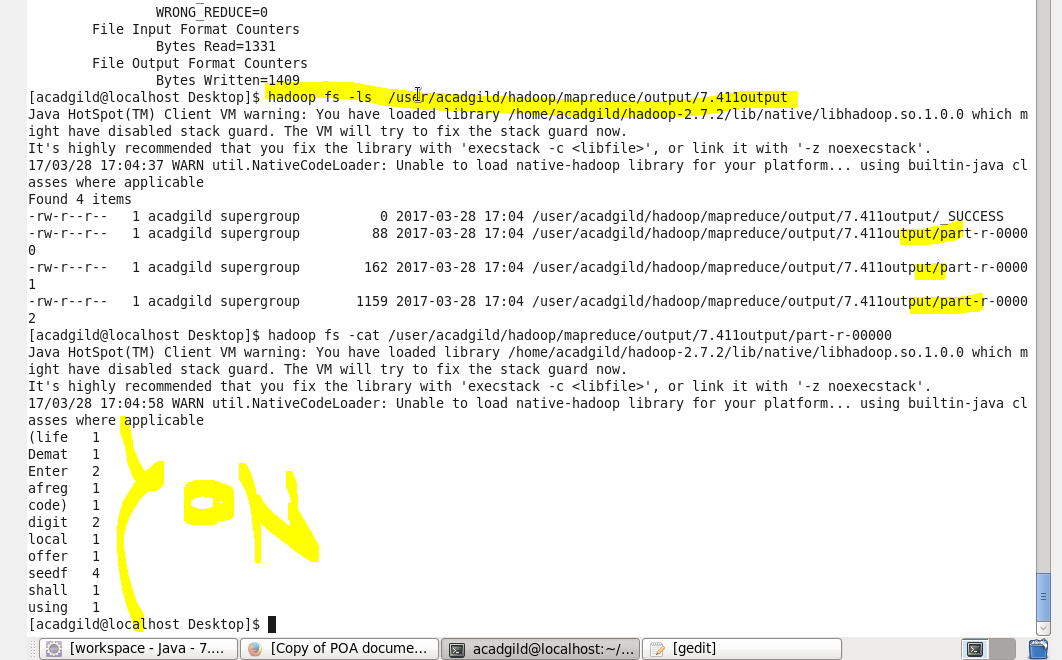 WRONG_REDUCE=0
File Input Format Counters
Bytes Read=1331
File Output Format Counters
Bytes Written=1409
[acadgild@localhost Desktop]$ hadoop fs -ls  /user/acadgild/hadoop/mapreduce/output/7.411output
Java HotSpot(TM) Client VM warning: You have loaded library /home/acadgild/hadoop-2.7.2/lib/native/libhadoop.so.1.0.0 which m
ight have disabled stack guard. The VM will try to fix the stack guard now.
It's highly recommended that you fix the library with 'execstack -c <libfile>', or link it with '-z noexecstack'.
17/03/28 17:04:37 WARN util.NativeCodeLoader: Unable to load native-hadoop library for your platform... using builtin-java cl
asses where applicable
Found 4 items
-rw-r--r--   1 acadgild supergroup          0 2017-03-28 17:04 /user/acadgild/hadoop/mapreduce/output/7.411output/_SUCCESS
-rw-r--r--   1 acadgild supergroup         88 2017-03-28 17:04 /user/acadgild/hadoop/mapreduce/output/7.411output/part-r-0000
0
-rw-r--r--   1 acadgild supergroup        162 2017-03-28 17:04 /user/acadgild/hadoop/mapreduce/output/7.411output/part-r-0000
1
-rw-r--r--   1 acadgild supergroup       1159 2017-03-28 17:04 /user/acadgild/hadoop/mapreduce/output/7.411output/part-r-0000
2
[acadgild@localhost Desktop]$ hadoop fs -cat /user/acadgild/hadoop/mapreduce/output/7.411output/part-r-00000
Java HotSpot(TM) Client VM warning: You have loaded library /home/acadgild/hadoop-2.7.2/lib/native/libhadoop.so.1.0.0 which m
ight have disabled stack guard. The VM will try to fix the stack guard now.
It's highly recommended that you fix the library with 'execstack -c <libfile>', or link it with '-z noexecstack'.
17/03/28 17:04:58 WARN util.NativeCodeLoader: Unable to load native-hadoop library for your platform... using builtin-java cl
asses where applicable
(life   1
Demat   1
Enter   2
afreg   1
code)   1
digit   2
local   1
offer   1
seedf   4
shall   1
using   1
[acadgild@localhost Desktop]$
[workspace - Java - 7.... [Copy of POA docume... acadgild@localhost:~/... [gedit]